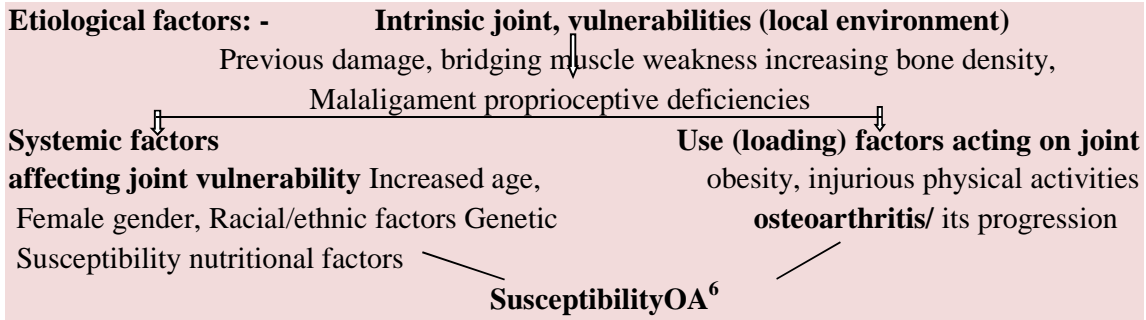 Etiological factors: - Intrinsic joint, vulnerabilities (local environment)
Previous damage, bridging muscle weakness increasing bone density,
Malaligament proprioceptive deficiencies
Systemic factors
affecting joint vulnerability Increased age,
Female gender, Racial/ethnic factors Genetic
Susceptibility nutritional factors
Use (loading) factors acting on joint
obesity, injurious physical activities
osteoarthritis/ its progression
SusceptibilityOA⁶